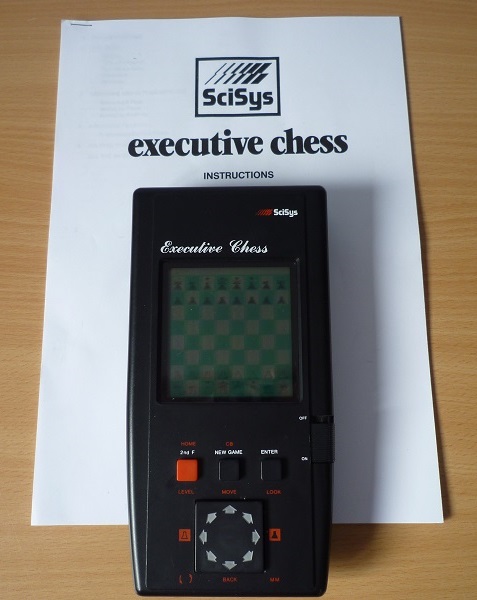 SciSys
executive chess
INSTRUCTIONS
SciSys
Executive Chess
OFF
ON
HOME
CB
2nd F
NEW GAME
ENTER
LEVEL
MOVE
LOOK
BACK
MM